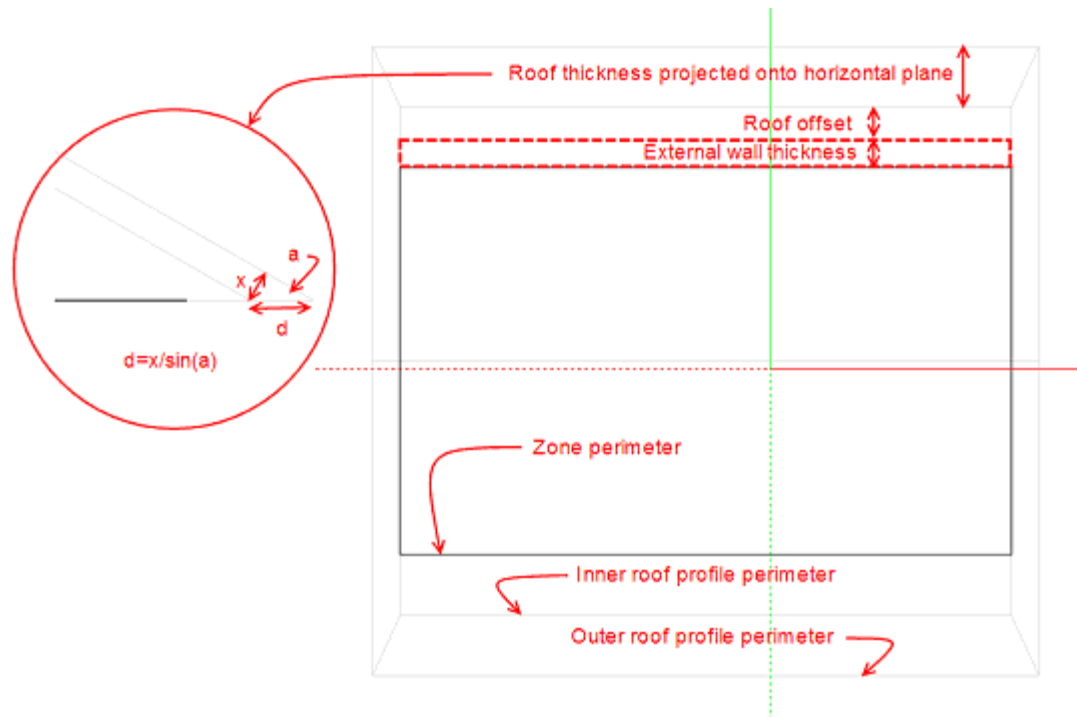 Roof thickness projected onto horizontal plane
Roof offset
External wall thickness
a
x
d
d=x/sin(a)
Zone perimeter
Inner roof profile perimeter
Outer roof profile perimeter